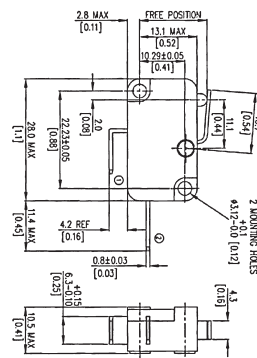 2.8 MAX
[0.11]
FREE POSITION
13.1 MAX
[0.52]
10.29±0.05
[0.41]
28.0 MAX
[1.1]
22.23±0.05
[0.88]
2.0
[0.08]
11.1
[0.44]
[0.54]
11.4 MAX
[0.45]
4.2 REF
[0.16]
0.8±0.03
[0.03]
①
②
2 MOUNTING HOLES
+0.1
ø3.12-0.03 [0.12]
10.5 MAX
[0.41]
+0.15
6.3-0.10
[0.25]
4.3
[0.16]